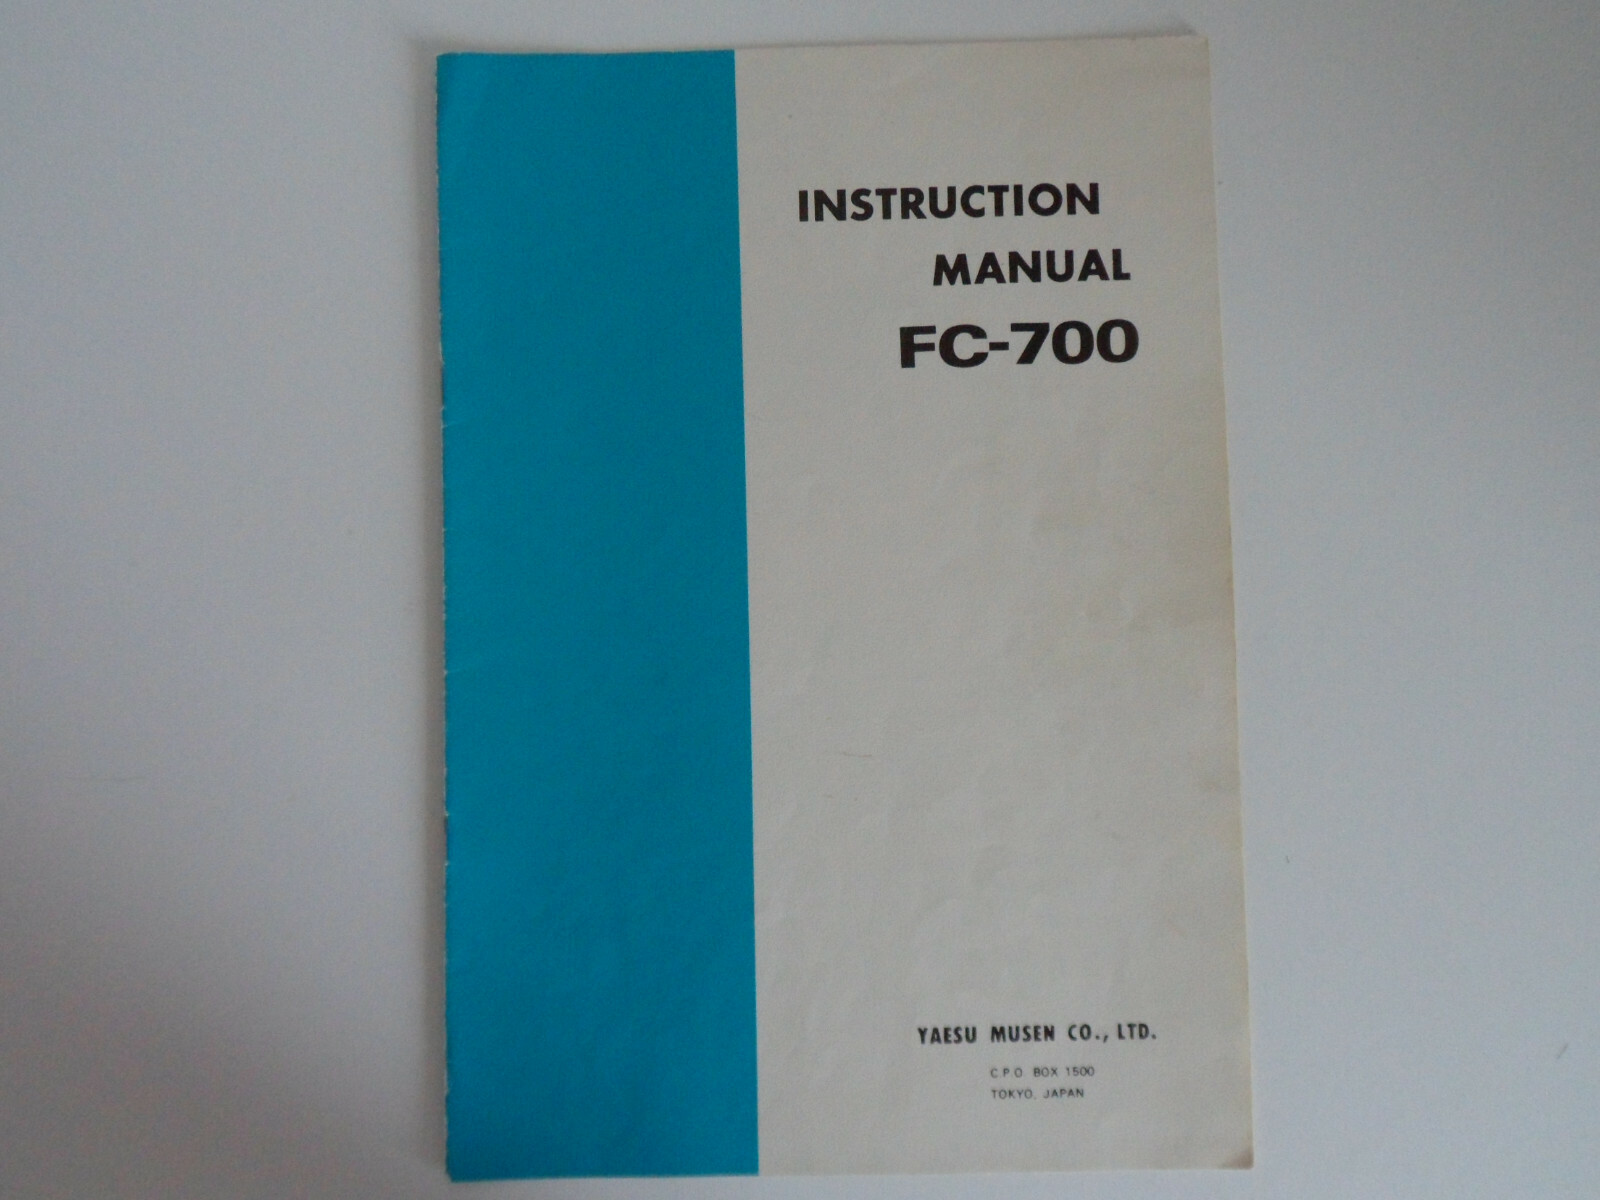 INSTRUCTION
MANUAL
FC-700
YAESU MUSEN CO., LTD.
C.P.O. BOX 1500
TOKYO, JAPAN